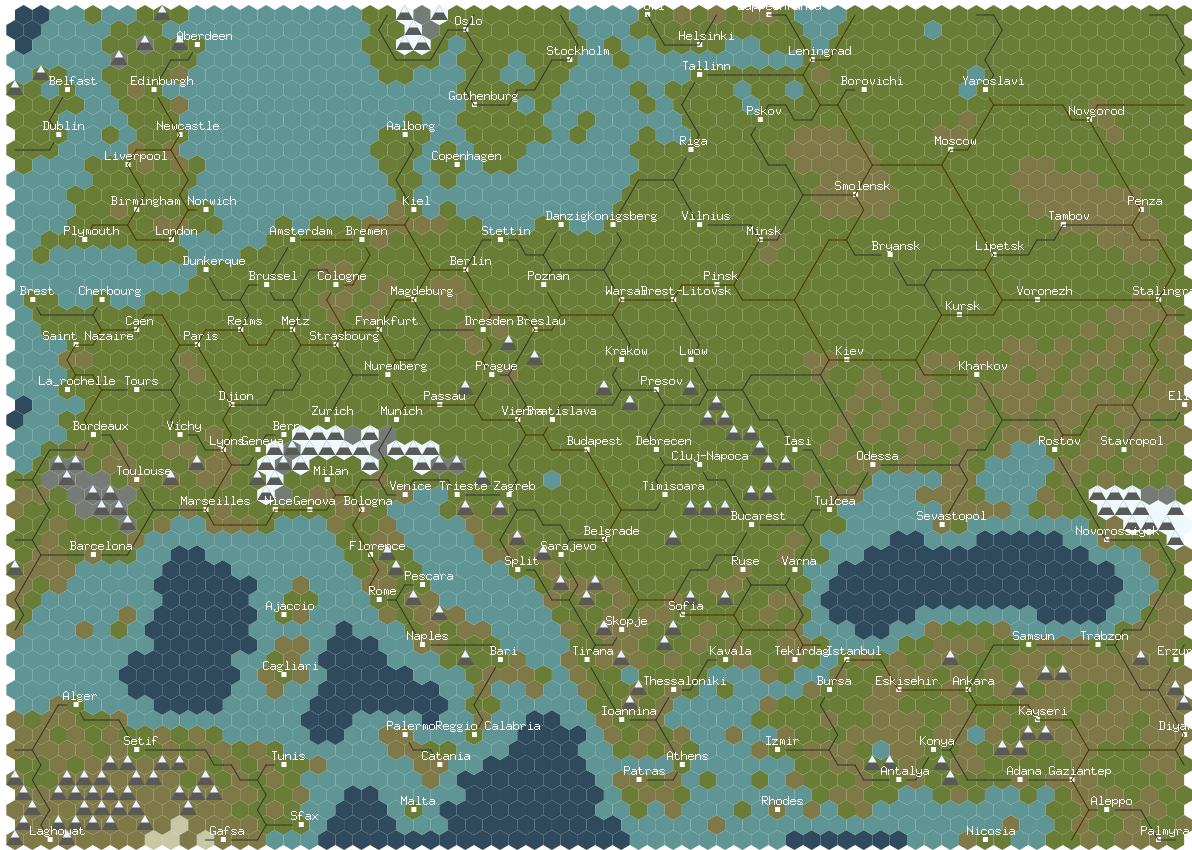 Oslo
Helsinki
Aberdeen
Stockholm
Leningrad
Tallinn
Belfast
Edinburgh
Borovichi
Yaroslavi
Gothenburg
Pskov
Novgorod
Dublin
Newcastle
Aalborg
Riga
Moscow
Liverpool
Copenhagen
Smolensk
Birmingham
Norwich
Kiel
Danzig
Konigsberg
Vilnius
Tambov
Penza
Plymouth
London
Amsterdam
Bremen
Stettin
Minsk
Bryansk
Lipetsk
Dunkerque
Brussel
Cologne
Berlin
Poznan
Pinsk
Brest
Cherbourg
Magdeburg
Warsa
Brest-Litovsk
Voronezh
Stalingra
Kursk
Caen
Reims
Metz
Frankfurt
Dresden
Breslau
Saint Nazaire
Paris
Strasbourg
Krakow
Lwow
Kiev
Nuremberg
Prague
Kharkov
La_rochelle
Tours
Presov
Djion
Passau
Zurich
Munich
Vienna
Bratislava
Bordeaux
Vichy
Bern
Lyons
Geneva
Budapest
Debrecen
Iasi
Rostov
Stavropol
Cluj-Napoca
Odessa
Toulouse
Milan
Venice
Trieste
Zagreb
Timisoara
Marseilles
Nice
Genova
Bologna
Tulcea
Bucarest
Sevastopol
Belgrade
Novorossiysk
Barcelona
Florence
Split
Sarajevo
Ruse
Varna
Pescara
Rome
Ajaccio
Sofia
Skopje
Naples
Samsun
Trabzon
Cagliari
Bari
Tirana
Kavala
Tekirdag
Istanbul
Erzur
Thessaloniki
Bursa
Eskisehir
Ankara
Alger
Ioannina
Kayseri
Palermo
Reggio Calabria
Diya
Setif
Izmir
Konya
Tunis
Catania
Athens
Patras
Antalya
Adana
Gaziantep
Malta
Rhodes
Aleppo
Sfax
Laghouat
Gafsa
Nicosia
Palmyra